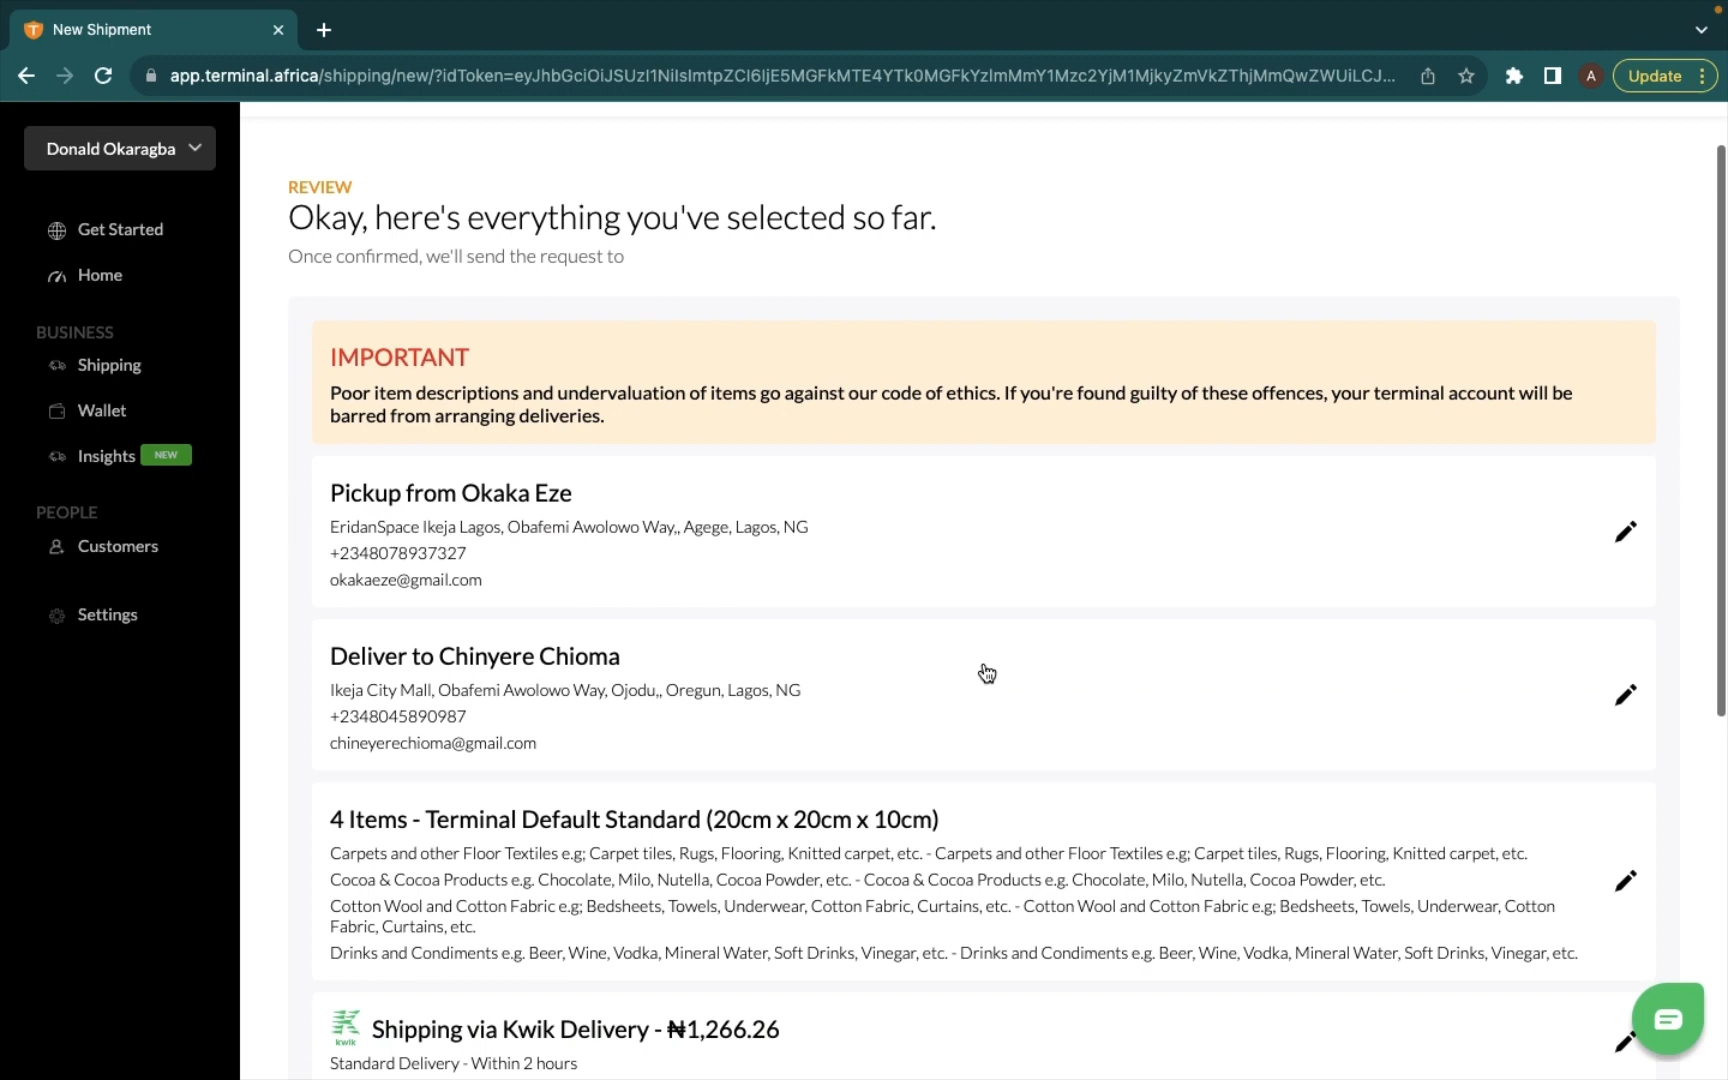 New Shipment
app.terminal.africa/shipping/new/?idToken=eyJhbGciOiJSUzI1NiIsImtpZCI6IjE5MGFkMTE4YTk0MGFkYzlmMmY1Mzc2YjM1MjkyZmVkZThjMmQwZWUiLCJ...
A
Update
Donald Okaragba
Get Started
Home
BUSINESS
Shipping
Wallet
Insights NEW
PEOPLE
Customers
Settings
REVIEW
Okay, here's everything you've selected so far.
Once confirmed, we'll send the request to
IMPORTANT
Poor item descriptions and undervaluation of items go against our code of ethics. If you're found guilty of these offences, your terminal account will be
barred from arranging deliveries.
Pickup from Okaka Eze
EridanSpace Ikeja Lagos, Obafemi Awolowo Way,, Agege, Lagos, NG
+2348078937327
okakaeze@gmail.com
Deliver to Chinyere Chioma
Ikeja City Mall, Obafemi Awolowo Way, Ojodu,, Oregun, Lagos, NG
+2348045890987
chineyerechioma@gmail.com
4 Items - Terminal Default Standard (20cm x 20cm x 10cm)
Carpets and other Floor Textiles e.g; Carpet tiles, Rugs, Flooring, Knitted carpet, etc. - Carpets and other Floor Textiles e.g; Carpet tiles, Rugs, Flooring, Knitted carpet, etc.
Cocoa & Cocoa Products e.g. Chocolate, Milo, Nutella, Cocoa Powder, etc. - Cocoa & Cocoa Products e.g. Chocolate, Milo, Nutella, Cocoa Powder, etc.
Cotton Wool and Cotton Fabric e.g; Bedsheets, Towels, Underwear, Cotton Fabric, Curtains, etc. - Cotton Wool and Cotton Fabric e.g; Bedsheets, Towels, Underwear, Cotton
Fabric, Curtains, etc.
Drinks and Condiments e.g. Beer, Wine, Vodka, Mineral Water, Soft Drinks, Vinegar, etc. - Drinks and Condiments e.g. Beer, Wine, Vodka, Mineral Water, Soft Drinks, Vinegar, etc.
kwik
Shipping via Kwik Delivery - ₦1,266.26
Standard Delivery - Within 2 hours